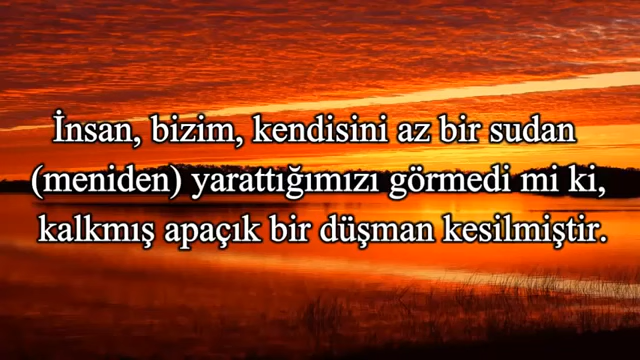 İnsan, bizim, kendisini az bir sudan
(meniden) yarattığımızı görmedi mi ki,
kalkmış apaçık bir düşman kesilmiştir.